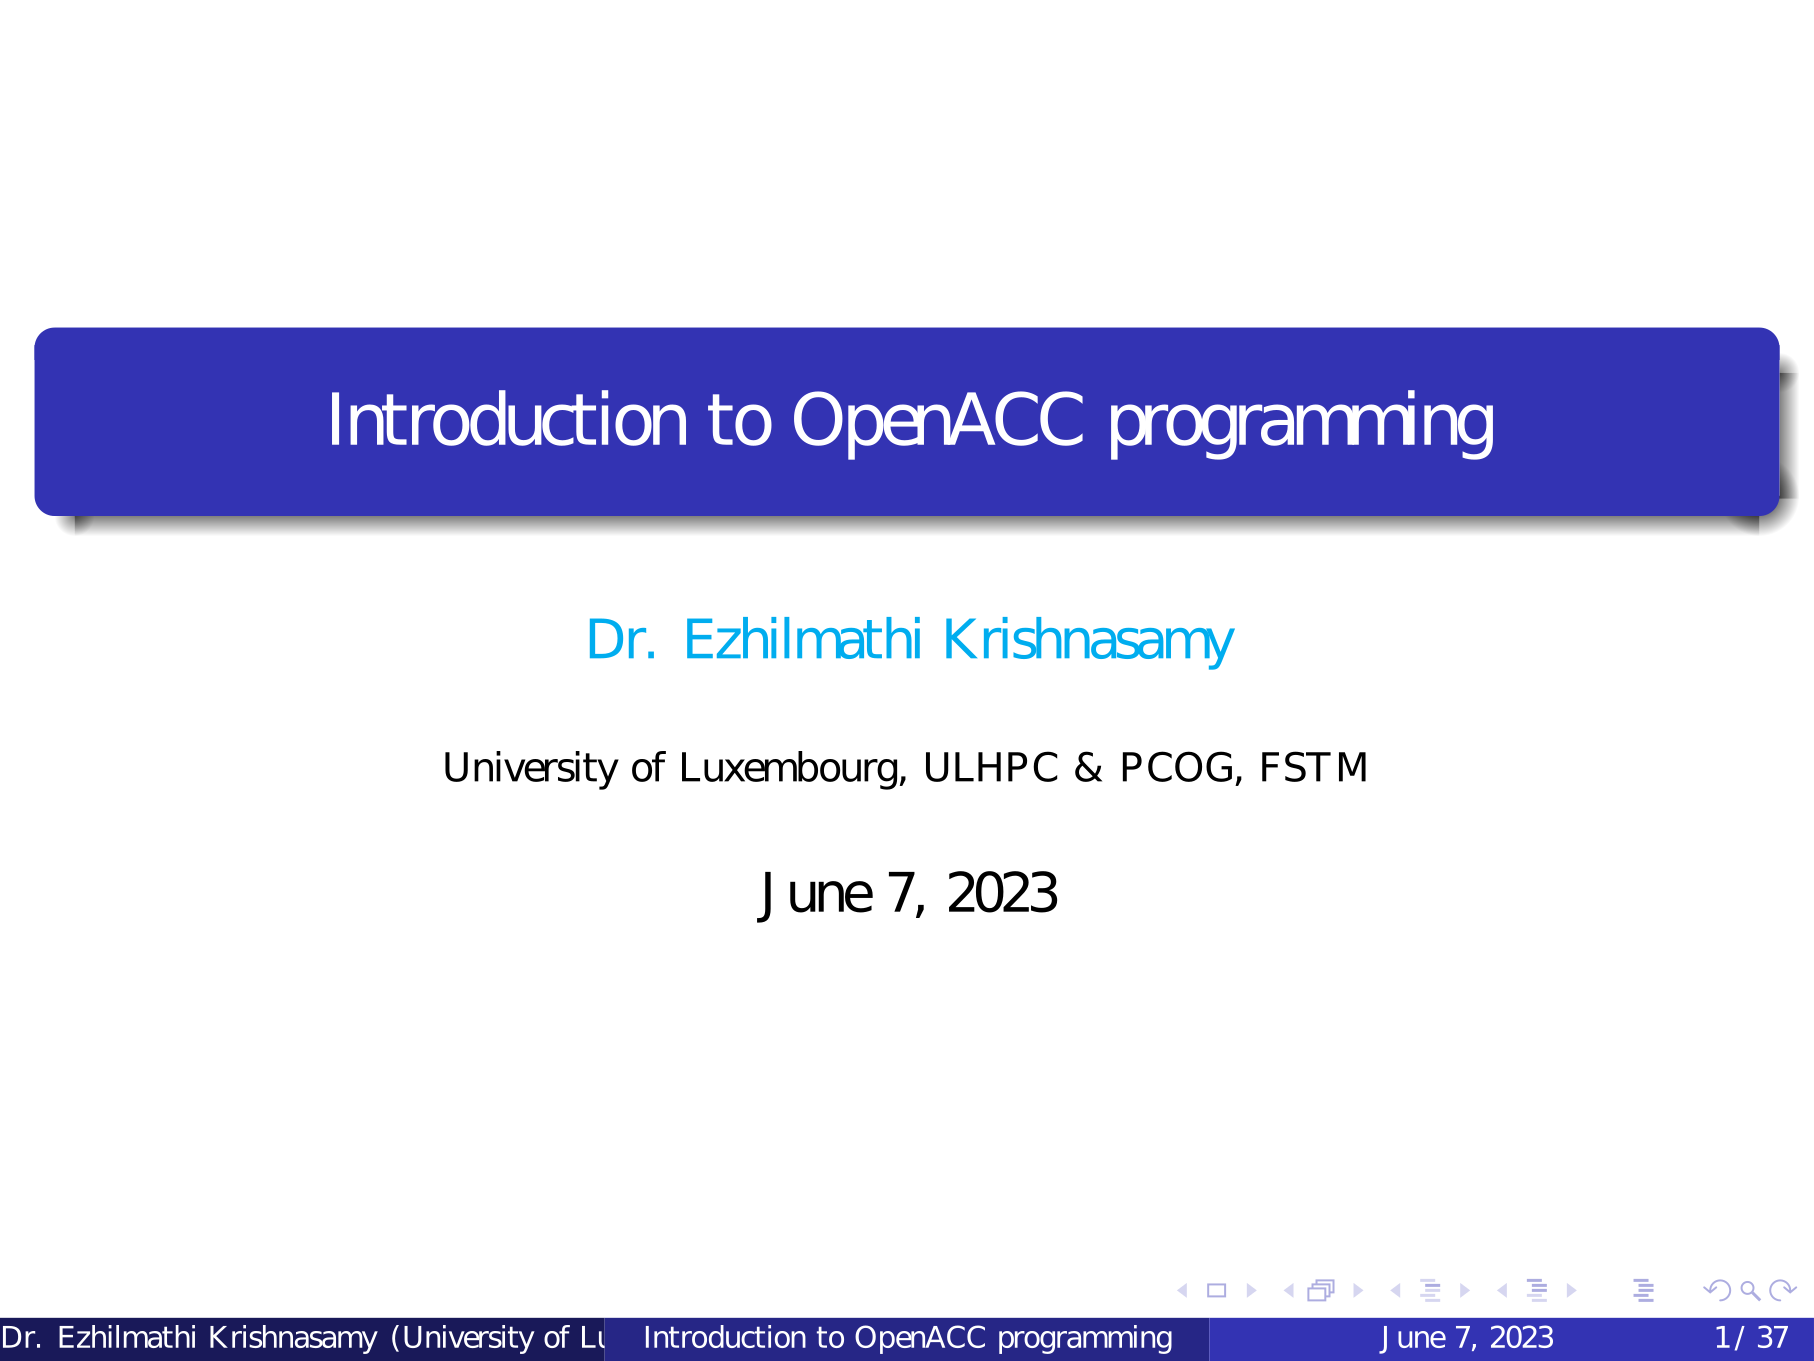 Introduction to OpenACC programming
Dr. Ezhilmathi Krishnasamy
University of Luxembourg, ULHPC & PCOG, FSTM
June 7, 2023
Dr. Ezhilmathi Krishnasamy (University of Lu Introduction to OpenACC programming June 7, 2023 1 / 37